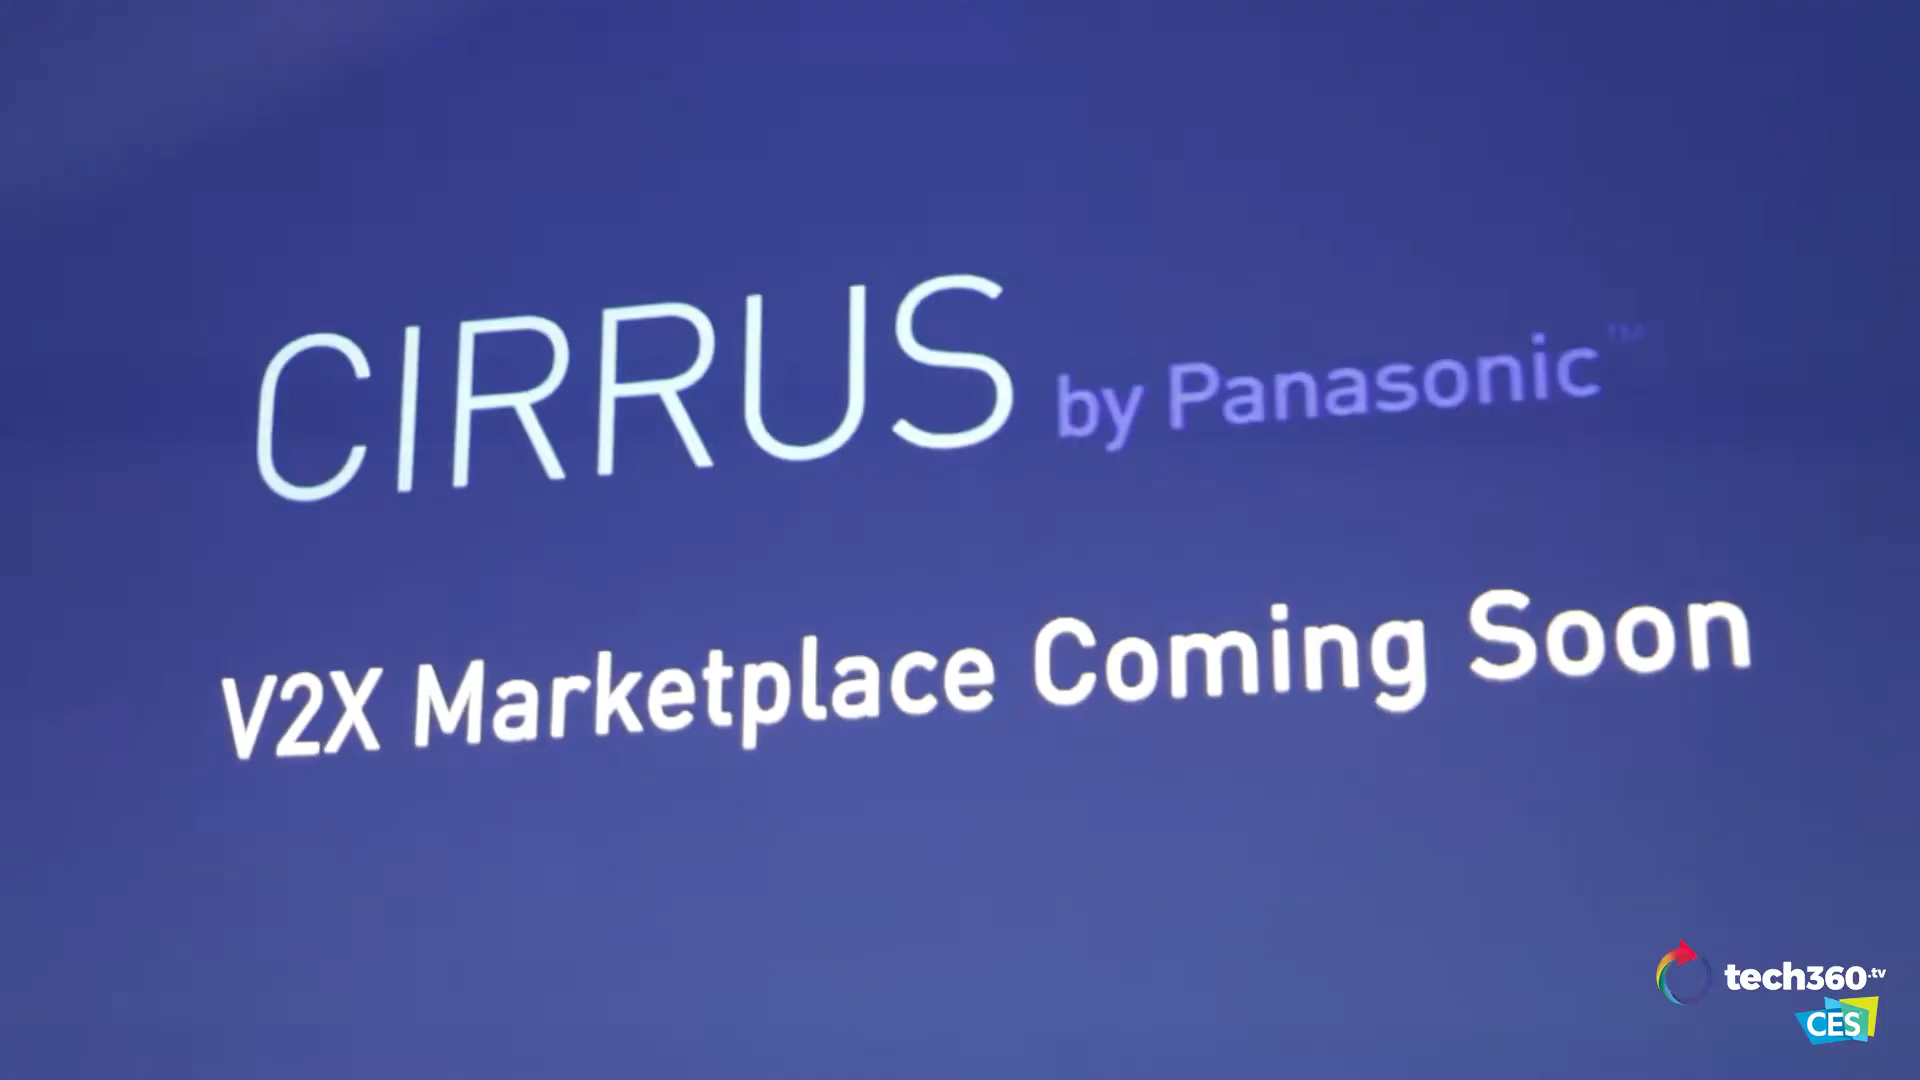 CIRRUS by Panasonic™
V2X Marketplace Coming Soon
tech360.tv
CES